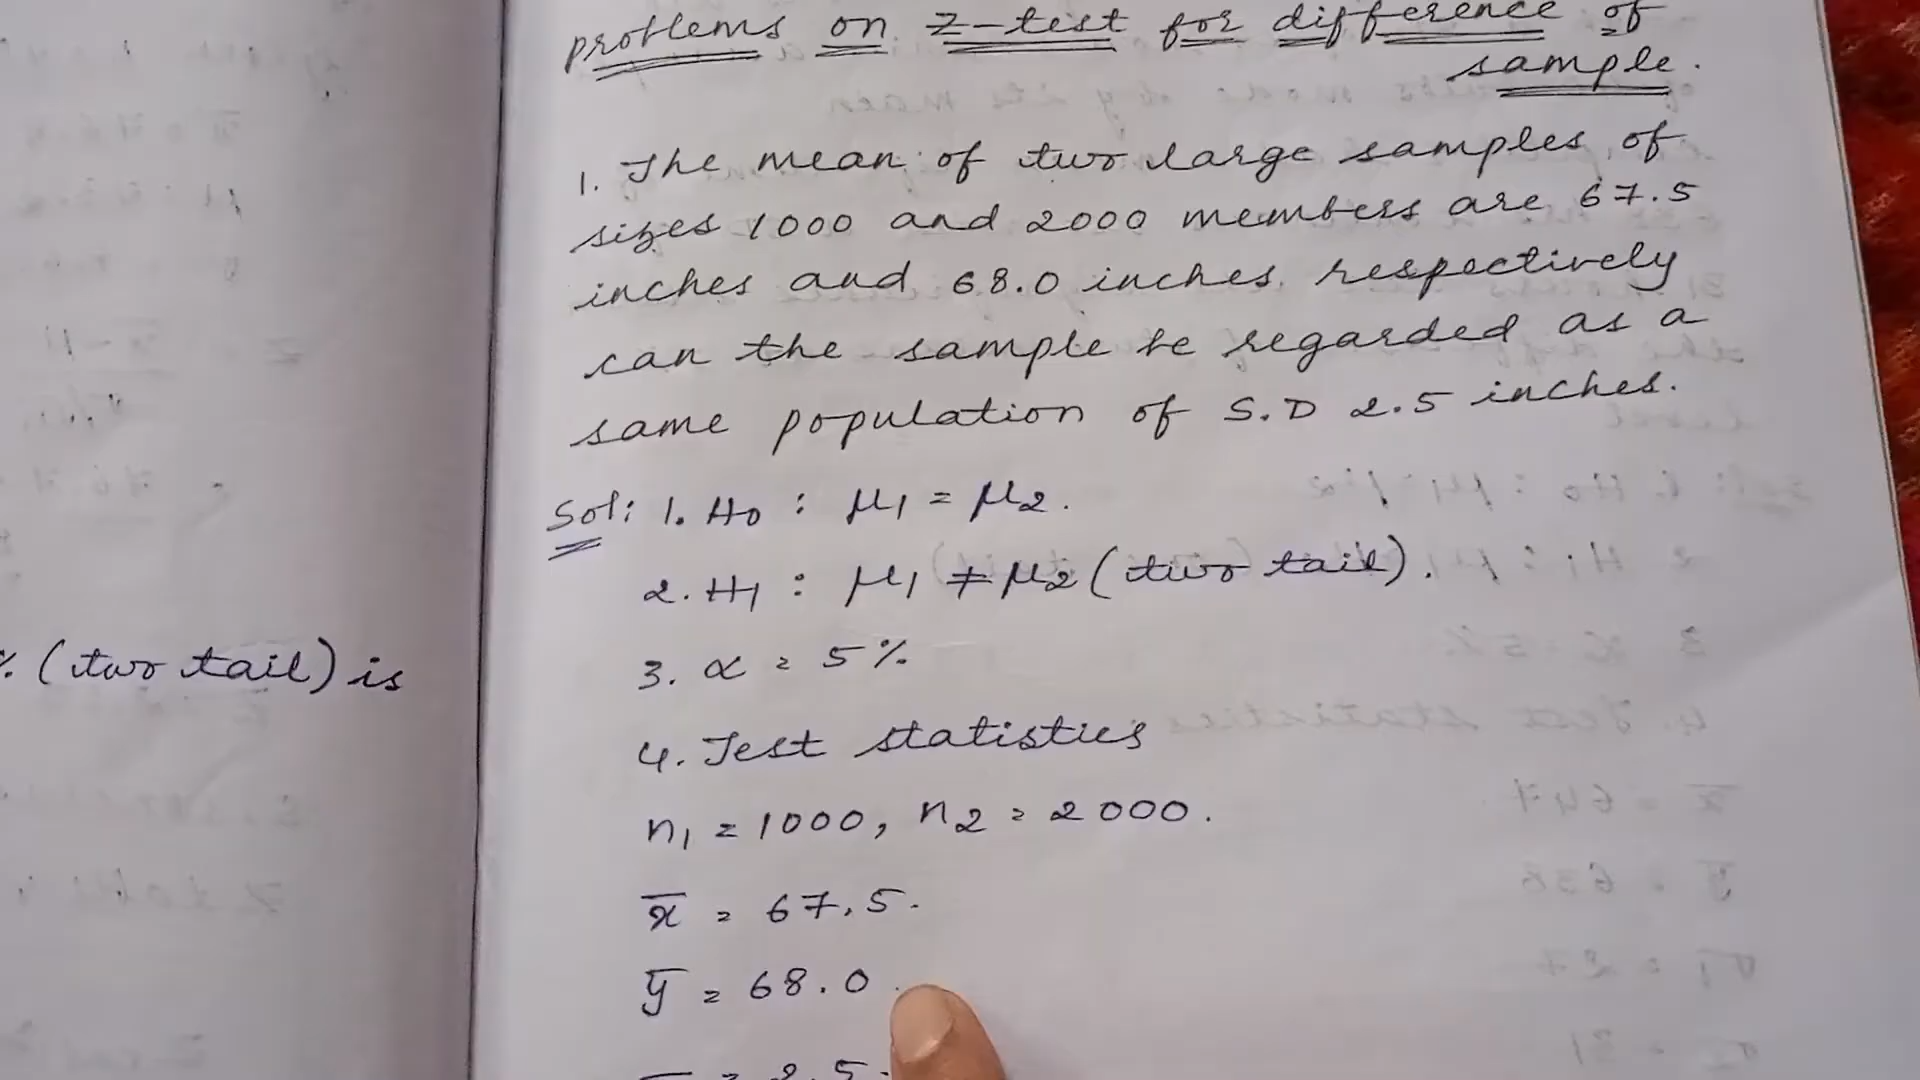 problems on Z-test for difference of
sample.
1. The mean of two large samples of
sizes 1000 and 2000 members are 67.5
inches and 68.0 inches respectively
can the sample be regarded as a
same population of S.D 2.5 inches.
Sol: 1. H0 : μ1 = μ2.
2. H1 : μ1 ≠ μ2 (two tail).
3. α = 5%
4. Test statistics
n1 = 1000, n2 = 2000.
x̄ = 67.5.
ȳ = 68.0
= 2.5.
% (two tail) is